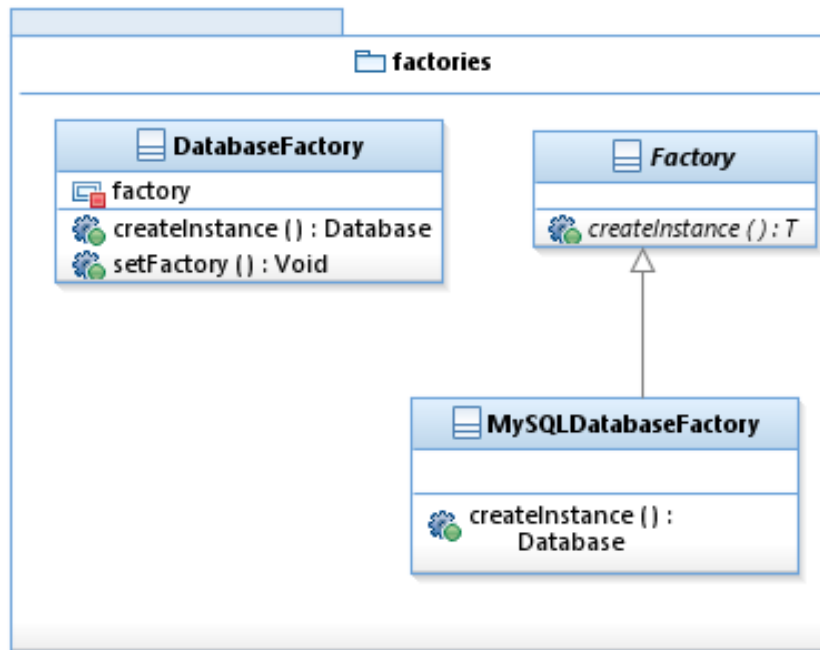 factories
DatabaseFactory
factory
createInstance () : Database
setFactory () : Void
Factory
createInstance () : T
MySQLDatabaseFactory
createInstance () :
Database